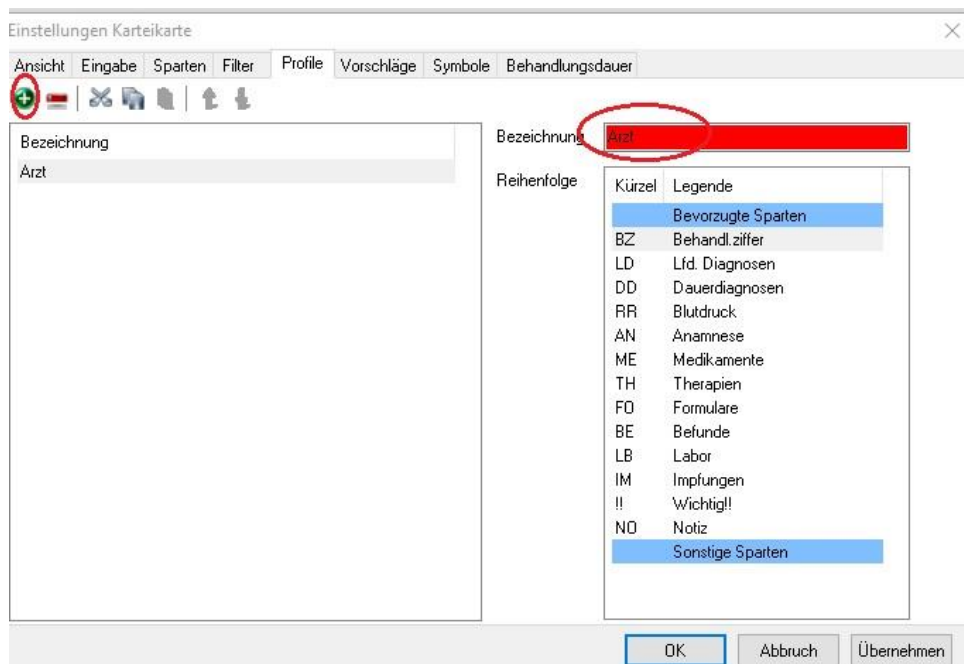 Einstellungen Karteikarte
Ansicht Eingabe Sparten Filter Profile Vorschläge Symbole Behandlungsdauer
Bezeichnung
Arzt
Bezeichnung Arzt
Reihenfolge
Kürzel Legende
Bevorzugte Sparten
BZ Behandl.ziffer
LD Lfd. Diagnosen
DD Dauerdiagnosen
RR Blutdruck
AN Anamnese
ME Medikamente
TH Therapien
FO Formulare
BE Befunde
LB Labor
IM Impfungen
!! Wichtig!!
NO Notiz
Sonstige Sparten
OK Abbruch Übernehmen